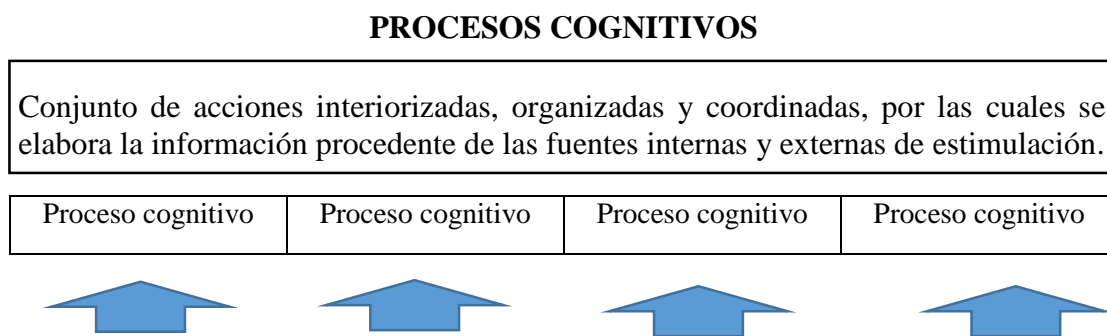 PROCESOS COGNITIVOS
Conjunto de acciones interiorizadas, organizadas y coordinadas, por las cuales se
elabora la información procedente de las fuentes internas y externas de estimulación.
Proceso cognitivo Proceso cognitivo Proceso cognitivo Proceso cognitivo